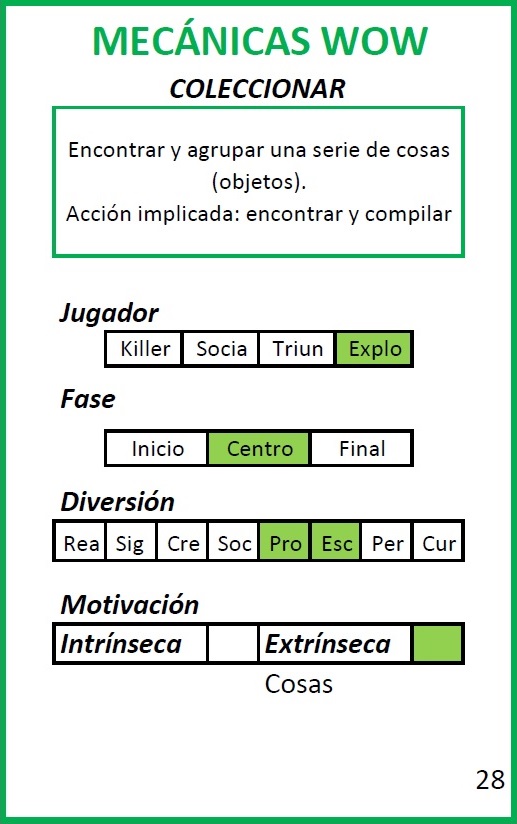 MECÁNICAS WOW
COLECCIONAR
Encontrar y agrupar una serie de cosas
(objetos).
Acción implicada: encontrar y compilar
Jugador
Killer Socia Triun Explo
Fase
Inicio Centro Final
Diversión
Rea Sig Cre Soc Pro Esc Per Cur
Motivación
Intrínseca Extrínseca
Cosas
28